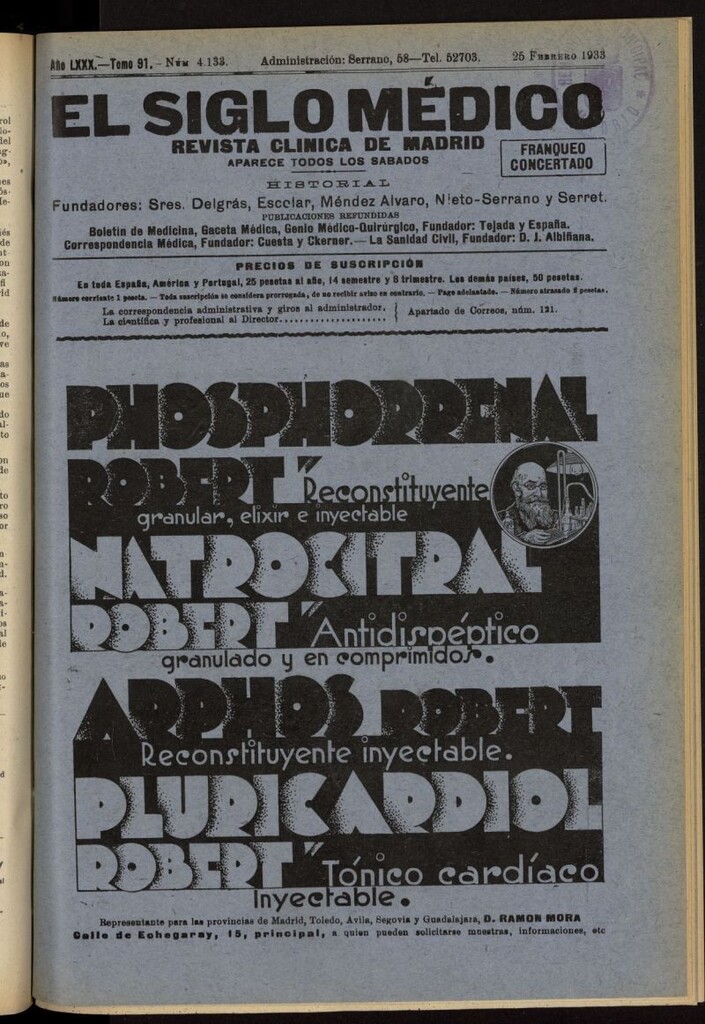 Año LXXX.—Tomo 91. - Núm 4.133. Administración: Serrano, 58—Tel. 52703. 25 Febrero 1933
EL SIGLO MÉDICO
REVISTA CLINICA DE MADRID
APARECE TODOS LOS SABADOS
FRANQUEO
CONCERTADO
HISTORIAL
Fundadores: Sres. Delgrás, Escolar, Méndez Alvaro, Nieto-Serrano y Serret.
PUBLICACIONES REFUNDIDAS
Boletín de Medicina, Gaceta Médica, Genio Médico-Quirúrgico, Fundador: Tejada y España.
Correspondencia Médica, Fundador: Cuesta y Ckerner.— La Sanidad Civil, Fundador: D. J. Albiñana.
PRECIOS DE SUSCRIPCIÓN
En toda España, América y Portugal, 25 pesetas al año, 14 semestre y 8 trimestre. Los demás países, 50 pesetas.
Número corriente 1 peseta. — Toda suscripción se considera prorrogada, de no recibir aviso en contrario. — Pago adelantado. — Número atrasado 2 pesetas.
La correspondencia administrativa y giros al administrador.
La científica y profesional al Director....................
Apartado de Correos, núm. 121.
PHOSPHORRENAL
ROBERT "Reconstituyente
granular, elixir e inyectable
NATROCITRAL
ROBERT "Antidispéptico
granulado y en comprimidos.
ARPHOS ROBERT
Reconstituyente inyectable.
PLURICARDIOL
ROBERT "Tónico cardíaco
Inyectable.
Representante para las provincias de Madrid, Toledo, Avila, Segovia y Guadalajara, D. RAMON MORA
Calle de Echegaray, 15, principal, a quien pueden solicitarse muestras, informaciones, etc